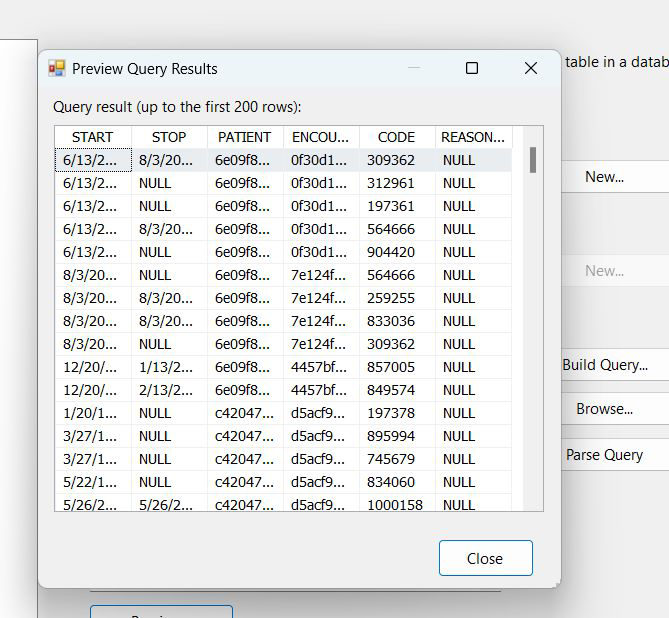 Preview Query Results
table in a datab
Query result (up to the first 200 rows):
START STOP PATIENT ENCOU... CODE REASON...
6/13/2... 8/3/20... 6e09f8... 0f30d1... 309362 NULL
6/13/2... NULL 6e09f8... 0f30d1... 312961 NULL
6/13/2... NULL 6e09f8... 0f30d1... 197361 NULL
6/13/2... 8/3/20... 6e09f8... 0f30d1... 564666 NULL
6/13/2... NULL 6e09f8... 0f30d1... 904420 NULL
8/3/20... NULL 6e09f8... 7e124f... 564666 NULL
8/3/20... 8/3/20... 6e09f8... 7e124f... 259255 NULL
8/3/20... 8/3/20... 6e09f8... 7e124f... 833036 NULL
8/3/20... NULL 6e09f8... 7e124f... 309362 NULL
12/20/... 1/13/2... 6e09f8... 4457bf... 857005 NULL
12/20/... 2/13/2... 6e09f8... 4457bf... 849574 NULL
1/20/1... NULL c42047... d5acf9... 197378 NULL
3/27/1... NULL c42047... d5acf9... 895994 NULL
3/27/1... NULL c42047... d5acf9... 745679 NULL
5/22/1... NULL c42047... d5acf9... 834060 NULL
5/26/2... 5/26/2... c42047... d5acf9... 1000158 NULL
New...
New...
Build Query...
Browse...
Parse Query
Close